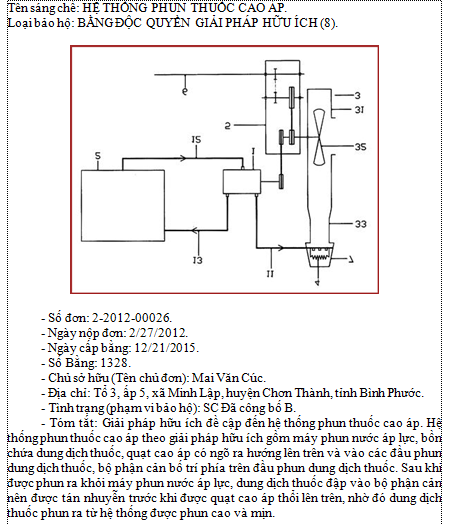 Tên sáng chế: HỆ THỐNG PHUN THUỐC CAO ÁP.
Loại bảo hộ: BẰNG ĐỘC QUYỀN GIẢI PHÁP HỮU ÍCH (8).
e
3
31
2
35
15
5
1
33
13
11
4
- Số đơn: 2-2012-00026.
- Ngày nộp đơn: 2/27/2012.
- Ngày cấp bằng: 12/21/2015.
- Số Bằng: 1328.
- Chủ sở hữu (Tên chủ đơn): Mai Văn Cúc.
- Địa chỉ: Tổ 3, ấp 5, xã Minh Lập, huyện Chơn Thành, tỉnh Bình Phước.
- Tình trạng (phạm vi bảo hộ): SC Đã công bố B.
- Tóm tắt: Giải pháp hữu ích đề cập đến hệ thống phun thuốc cao áp. Hệ
thống phun thuốc cao áp theo giải pháp hữu ích gồm máy phun nước áp lực, bồn
chứa dung dịch thuốc, quạt cao áp có ngõ ra hướng lên trên và vào các đầu phun
dung dịch thuốc, bộ phận cản bố trí phía trên đầu phun dung dịch thuốc. Sau khi
được phun ra khỏi máy phun nước áp lực, dung dịch thuốc đập vào bộ phận cản
nên được tán nhuyễn trước khi được quạt cao áp thổi lên trên, nhờ đó dung dịch
thuốc phun ra từ hệ thống được phun cao và mịn.